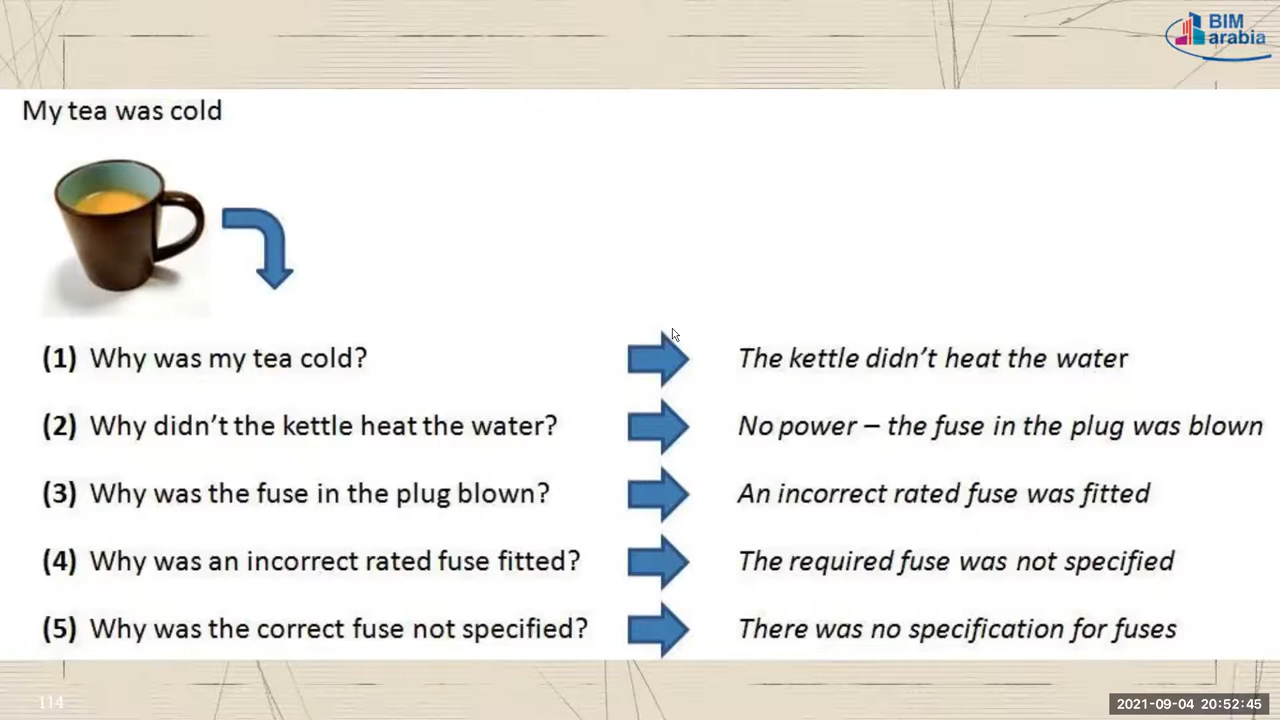 BIM
arabia
My tea was cold
(1) Why was my tea cold? The kettle didn't heat the water
(2) Why didn't the kettle heat the water? No power – the fuse in the plug was blown
(3) Why was the fuse in the plug blown? An incorrect rated fuse was fitted
(4) Why was an incorrect rated fuse fitted? The required fuse was not specified
(5) Why was the correct fuse not specified? There was no specification for fuses
114
2021-09-04 20:52:45